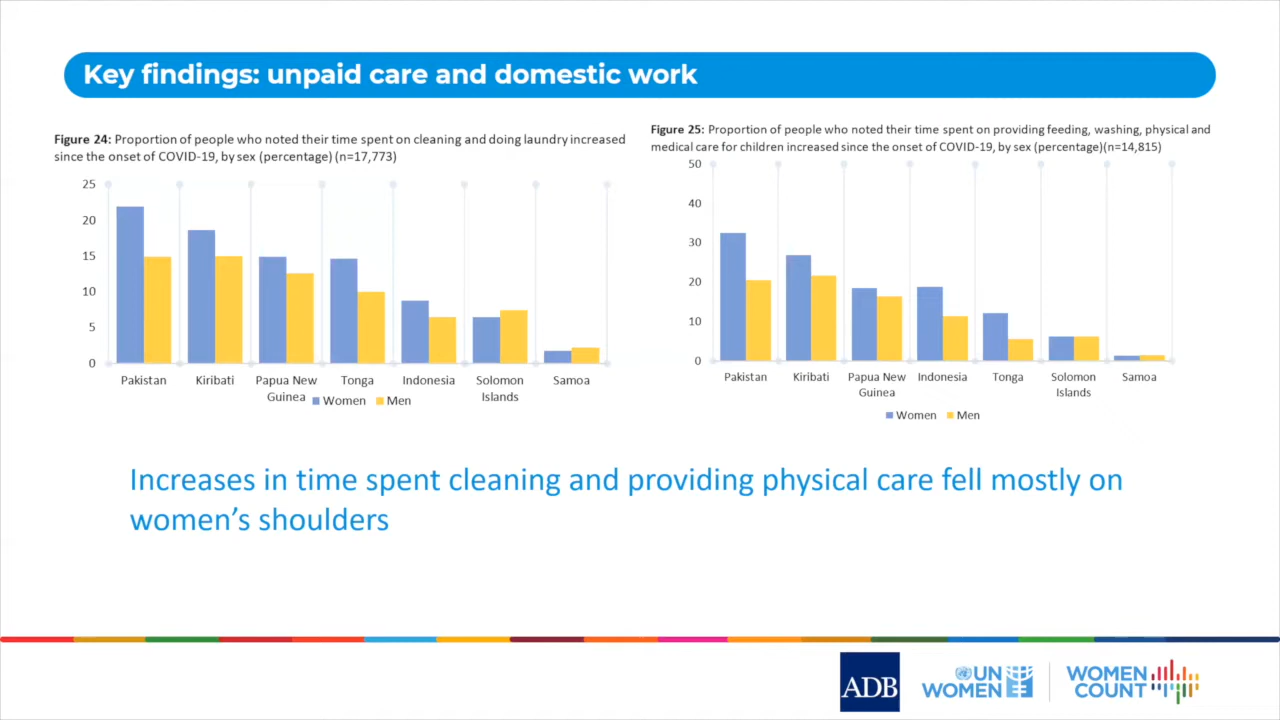 Key findings: unpaid care and domestic work
Figure 24: Proportion of people who noted their time spent on cleaning and doing laundry increased
since the onset of COVID-19, by sex (percentage) (n=17,773)
25
20
15
10
5
0
Pakistan
Kiribati
Papua New
Guinea
Tonga
Indonesia
Solomon
Islands
Samoa
Women
Men
Figure 25: Proportion of people who noted their time spent on providing feeding, washing, physical and
medical care for children increased since the onset of COVID-19, by sex (percentage)(n=14,815)
50
40
30
20
10
0
Pakistan
Kiribati
Papua New
Guinea
Indonesia
Tonga
Solomon
Islands
Samoa
Women
Men
Increases in time spent cleaning and providing physical care fell mostly on
women’s shoulders
ADB
UN
WOMEN
WOMEN
COUNT